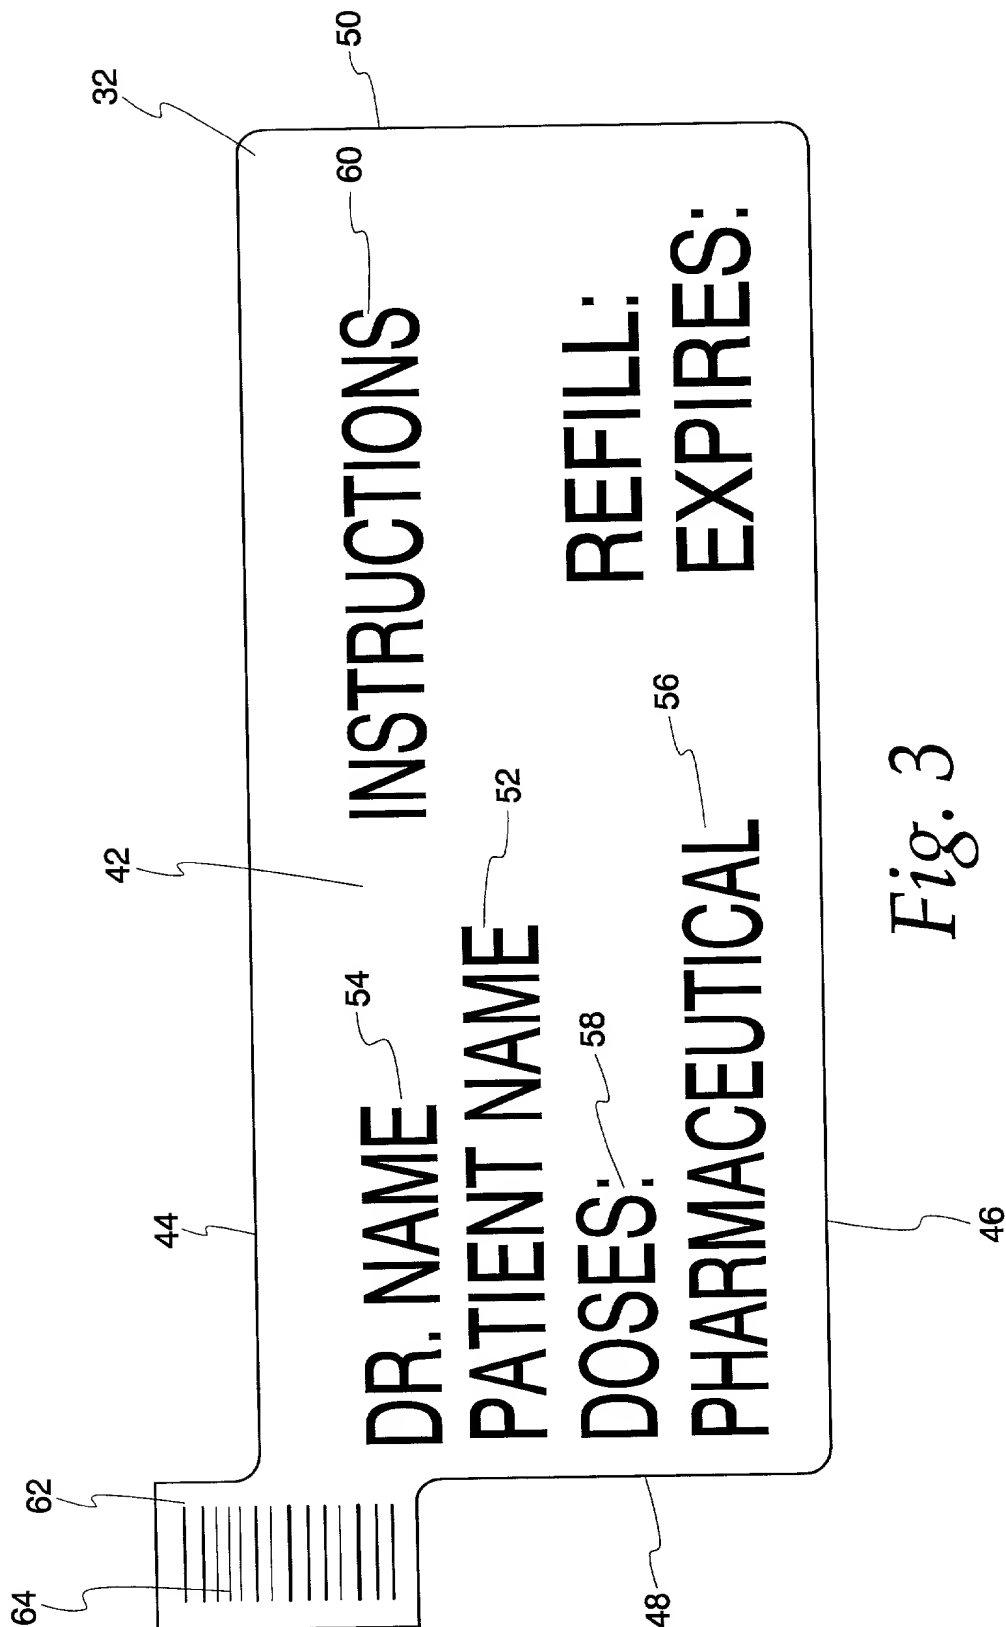 32
50
60
42
INSTRUCTIONS
54
DR. NAME
52
PATIENT NAME
58
DOSES:
56
PHARMACEUTICAL
REFILL:
EXPIRES:
44
46
62
64
48
Fig. 3